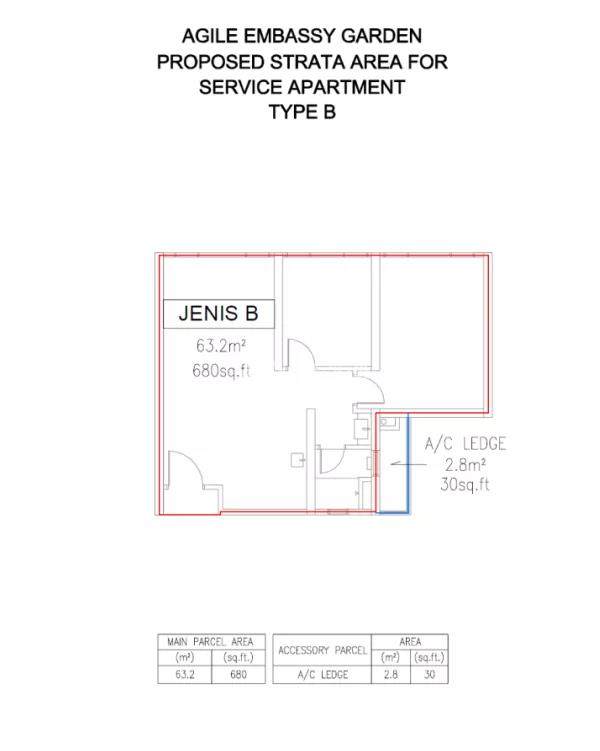 AGILE EMBASSY GARDEN
PROPOSED STRATA AREA FOR
SERVICE APARTMENT
TYPE B
JENIS B
63.2m²
680sq.ft
A/C LEDGE
2.8m²
30sq.ft
MAIN PARCEL AREA
(m²) (sq.ft.)
63.2 680
ACCESSORY PARCEL AREA
(m²) (sq.ft.)
A/C LEDGE 2.8 30